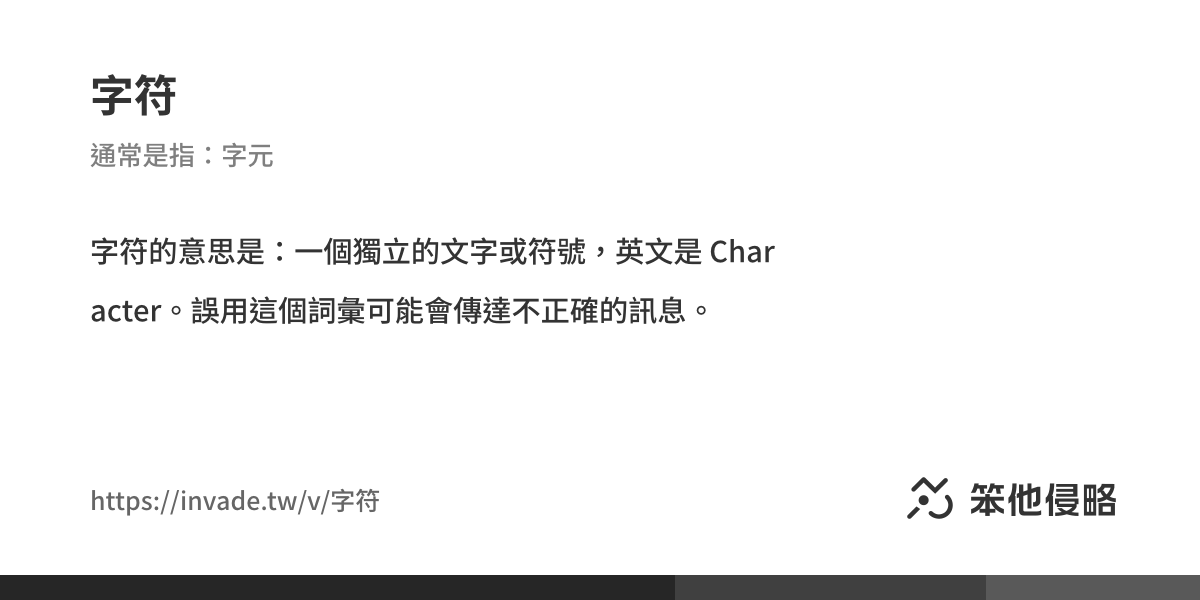 字符
通常是指：字元
字符的意思是：一個獨立的文字或符號，英文是 Char
acter。誤用這個詞彙可能會傳達不正確的訊息。
https://invade.tw/v/字符
笨他侵略